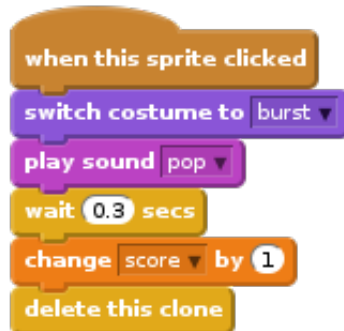 when this sprite clicked
switch costume to burst
play sound pop
wait 0.3 secs
change score by 1
delete this clone